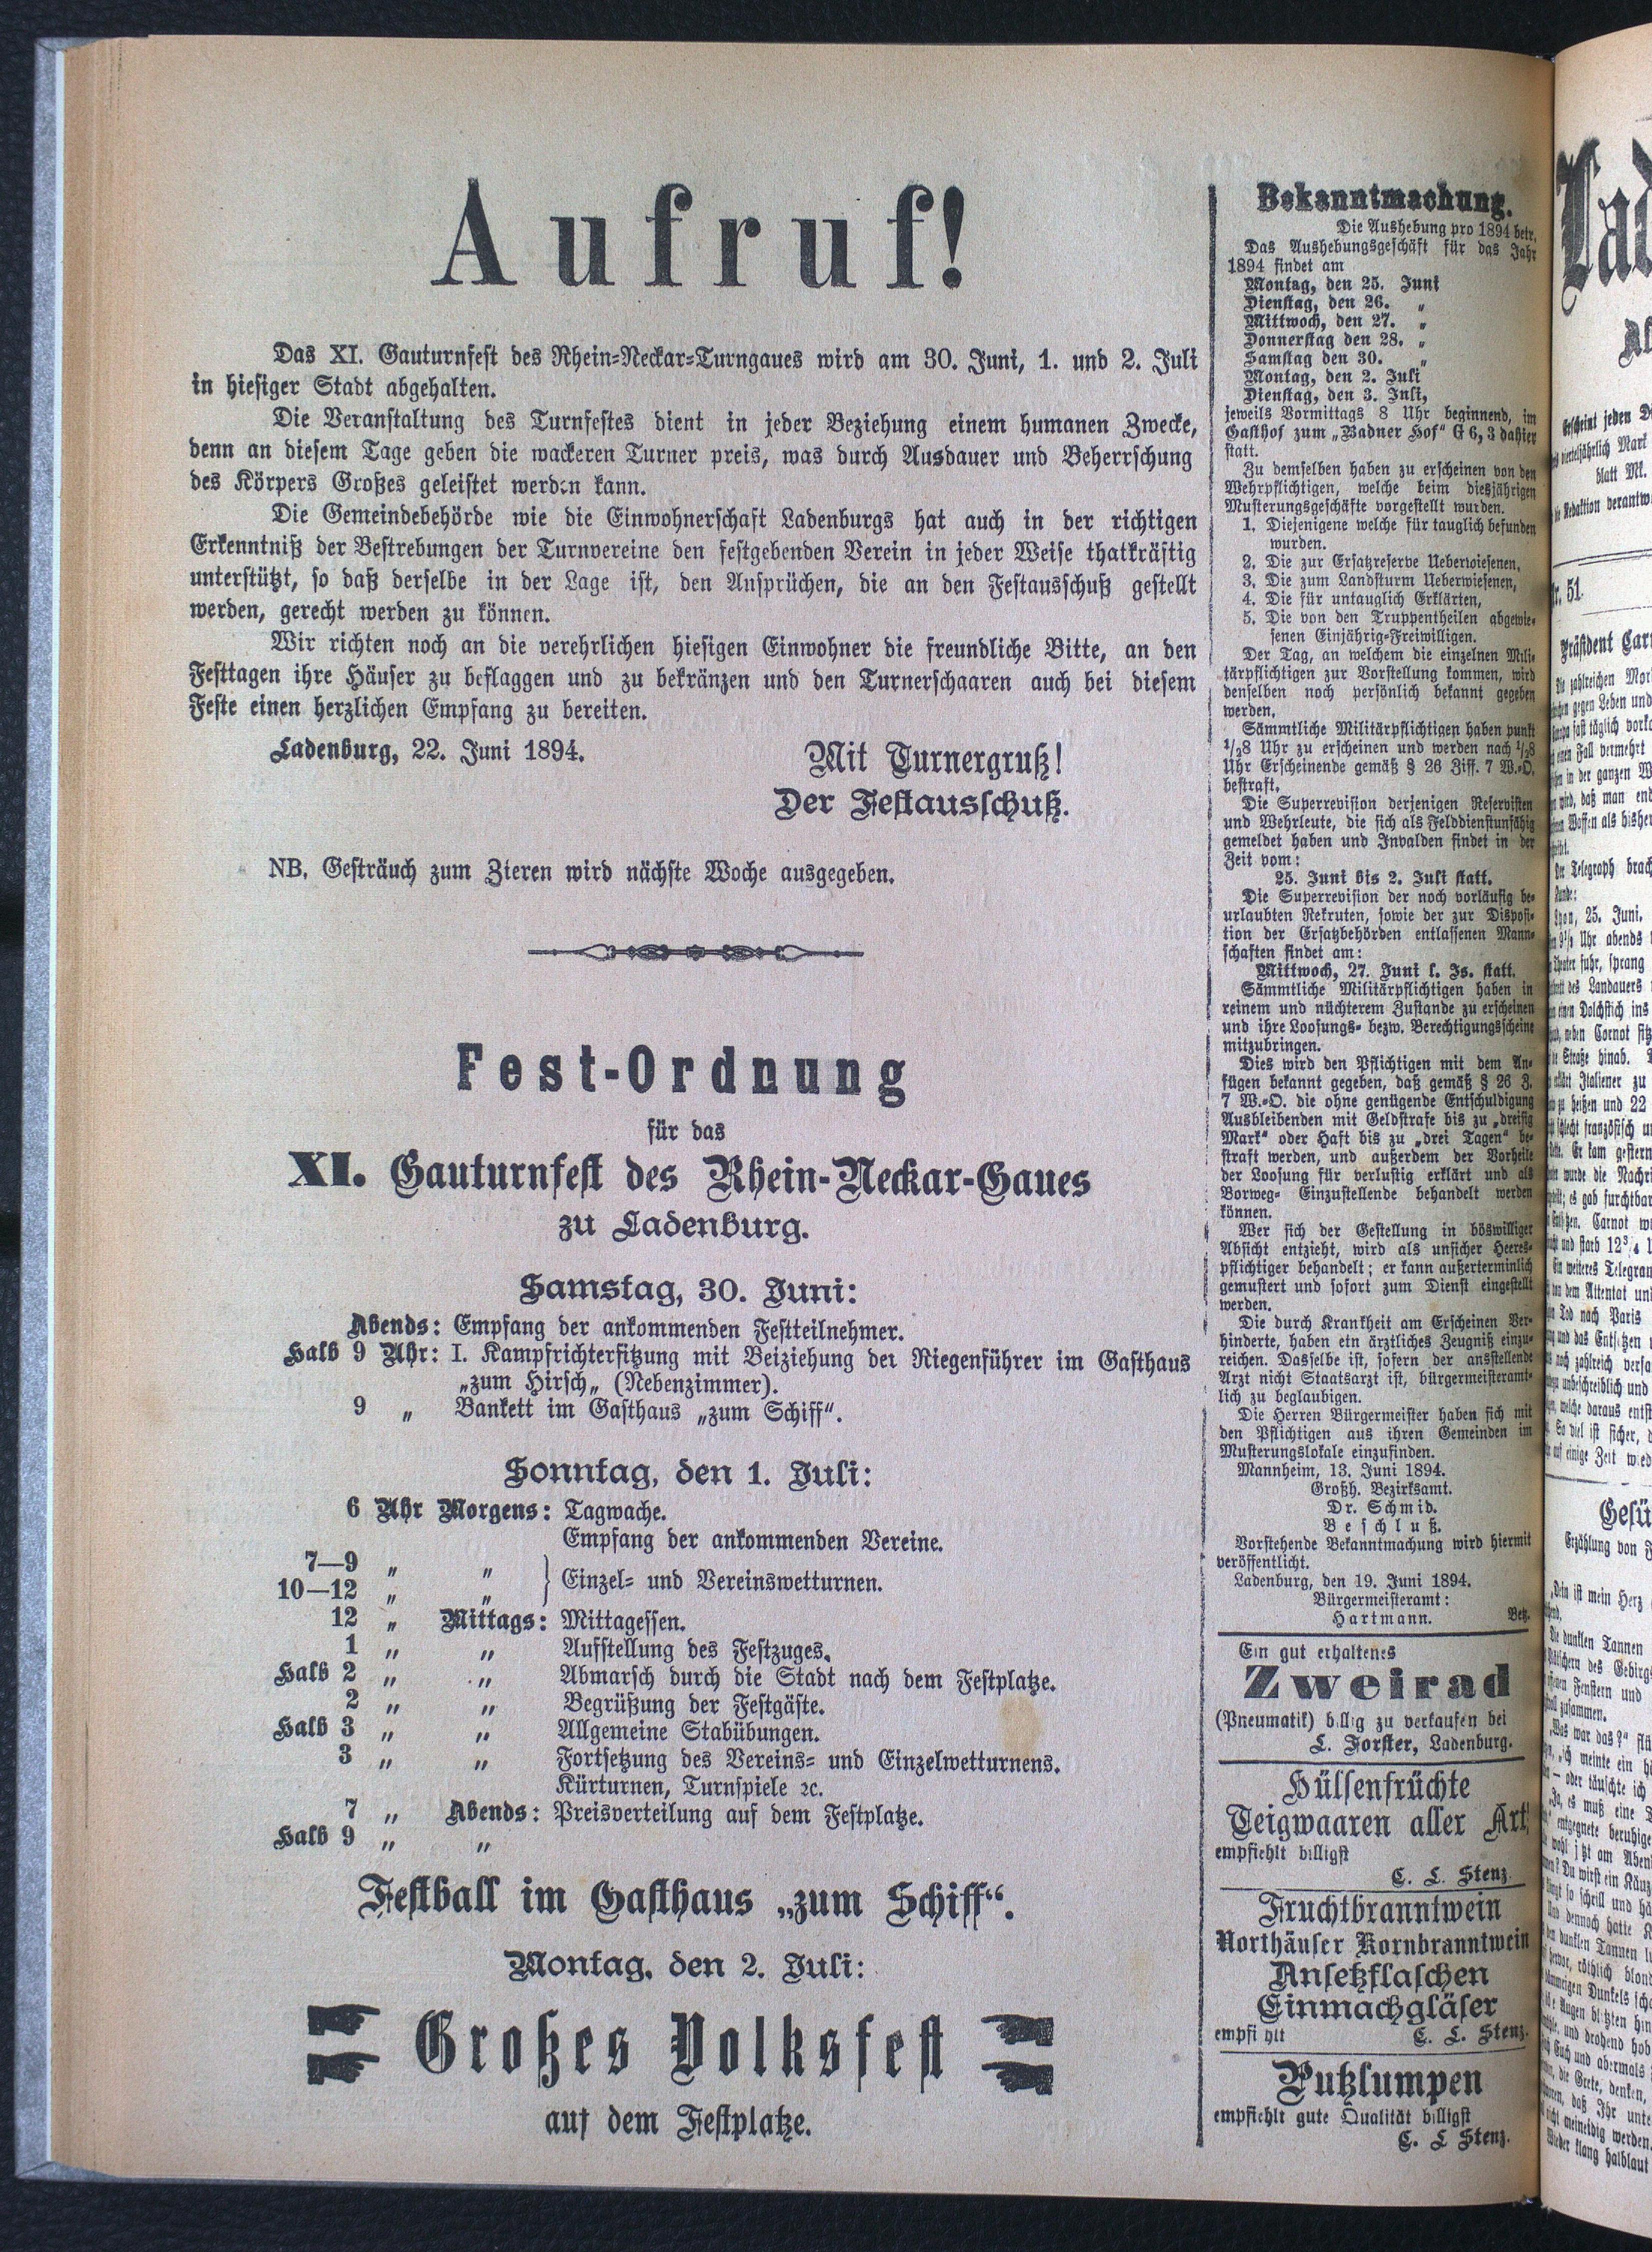 Aufruf!
Das XI. Gauturnfest des Rhein-Neckar-Turngaues wird am 30. Juni, 1. und 2. Juli
in hiesiger Stadt abgehalten.
Die Veranstaltung des Turnfestes dient in jeder Beziehung einem humanen Zwecke,
denn an diesem Tage geben die wackeren Turner preis, was durch Ausdauer und Beherrschung
des Körpers Großes geleistet werden kann.
Die Gemeindebehörde wie die Einwohnerschaft Ladenburgs hat auch in der richtigen
Erkenntniß der Bestrebungen der Turnvereine den festgebenden Verein in jeder Weise thatkräftig
unterstützt, so daß derselbe in der Lage ist, den Ansprüchen, die an den Festausschuß gestellt
werden, gerecht werden zu können.
Wir richten noch an die verehrlichen hiesigen Einwohner die freundliche Bitte, an den
Festtagen ihre Häuser zu beflaggen und zu bekränzen und den Turnerschaaren auch bei diesem
Feste einen herzlichen Empfang zu bereiten.
Ladenburg, 22. Juni 1894.
Mit Turnergruß!
Der Festausschuß.
NB. Gesträuch zum Zieren wird nächste Woche ausgegeben.
Fest-Ordnung
für das
XI. Gauturnfest des Rhein-Neckar-Gaues
zu Ladenburg.
Samstag, 30. Juni:
Abends: Empfang der ankommenden Festteilnehmer.
Halb 9 Uhr: I. Kampfrichtersitzung mit Beiziehung der Riegenführer im Gasthaus
„zum Hirsch„ (Nebenzimmer).
9 „ Bankett im Gasthaus „zum Schiff“.
Sonntag, den 1. Juli:
6 Uhr Morgens: Tagwache.
Empfang der ankommenden Vereine.
7—9 „ „
10—12 „ „ } Einzel- und Vereinswetturnen.
12 „ Mittags: Mittagessen.
1 „ „ Aufstellung des Festzuges.
Halb 2 „ „ Abmarsch durch die Stadt nach dem Festplatze.
2 „ „ Begrüßung der Festgäste.
Halb 3 „ „ Allgemeine Stabübungen.
3 „ „ Fortsetzung des Vereins- und Einzelwetturnens.
Kürturnen, Turnspiele ꝛc.
7 „ Abends: Preisverteilung auf dem Festplatze.
Halb 9 „ „
Festball im Gasthaus „zum Schiff“.
Montag, den 2. Juli:
Großes Volksfest
auf dem Festplatze.
Bekanntmachung.
Die Aushebung pro 1894 betr.
Das Aushebungsgeschäft für das Jahr
1894 findet am
Montag, den 25. Juni
Dienstag, den 26. „
Mittwoch, den 27. „
Donnerstag den 28. „
Samstag den 30. „
Montag, den 2. Juli
Dienstag, den 3. Juli,
jeweils Vormittags 8 Uhr beginnend, im
Gasthof zum „Badner Hof“ G 6, 3 dahier
statt.
Zu demselben haben zu erscheinen von den
Wehrpflichtigen, welche beim diesjährigen
Musterungsgeschäfte vorgestellt wurden.
1. Diejenigene welche für tauglich befunden
wurden.
2. Die zur Ersatzreserve Ueberwiesenen,
3. Die zum Landsturm Ueberwiesenen,
4. Die für untauglich Erklärten,
5. Die von den Truppentheilen abgewie-
senen Einjährig-Freiwilligen.
Der Tag, an welchem die einzelnen Mili-
tärpflichtigen zur Vorstellung kommen, wird
denselben noch persönlich bekannt gegeben
werden.
Sämmtliche Militärpflichtigen haben punkt
1/28 Uhr zu erscheinen und werden nach 1/28
Uhr Erscheinende gemäß § 26 Ziff. 7 W.-O.
bestraft.
Die Superrevision derjenigen Reservisten
und Wehrleute, die sich als Felddienstunfähig
gemeldet haben und Invalden findet in der
Zeit vom:
25. Juni bis 2. Juli statt.
Die Superrevision der noch vorläufig be-
urlaubten Rekruten, sowie der zur Disposi-
tion der Ersatzbehörden entlassenen Mann-
schaften findet am:
Mittwoch, 27. Juni l. Js. statt.
Sämmtliche Militärpflichtigen haben in
reinem und nüchterem Zustande zu erscheinen
und ihre Loosungs- bezw. Berechtigungsscheine
mitzubringen.
Dies wird den Pflichtigen mit dem An-
fügen bekannt gegeben, daß gemäß § 26 Z.
7 W.-O. die ohne genügende Entschuldigung
Ausbleibenden mit Geldstrafe bis zu „dreißig
Mark“ oder Haft bis zu „drei Tagen“ be-
straft werden, und außerdem der Vorheile
der Loosung für verlustig erklärt und als
Vorweg- Einzustellende behandelt werden
können.
Wer sich der Gestellung in böswilliger
Absicht entzieht, wird als unsicher Heeres-
pflichtiger behandelt; er kann außerterminlich
gemustert und sofort zum Dienst eingestellt
werden.
Die durch Krankheit am Erscheinen Ver-
hinderte, haben ein ärztliches Zeugniß einzu-
reichen. Dasselbe ist, sofern der ausstellende
Arzt nicht Staatsarzt ist, bürgermeisteramt-
lich zu beglaubigen.
Die Herren Bürgermeister haben sich mit
den Pflichtigen aus ihren Gemeinden im
Musterungslokale einzufinden.
Mannheim, 13. Juni 1894.
Großh. Bezirksamt.
Dr. Schmid.
Beschluß.
Vorstehende Bekanntmachung wird hiermit
veröffentlicht.
Ladenburg, den 19. Juni 1894.
Bürgermeisteramt:
Hartmann. Betz.
Ein gut erhaltenes
Zweirad
(Pneumatik) billig zu verkaufen bei
L. Forster, Ladenburg.
Hülsenfrüchte
Teigwaaren aller Art
empfiehlt billigst
C. L. Stenz.
Fruchtbranntwein
Northäuser Kornbranntwein
Ansetzflaschen
Einmachgläser
empfi hlt C. L. Stenz.
Putzlumpen
empfiehlt gute Qualität billigst
C. L Stenz.